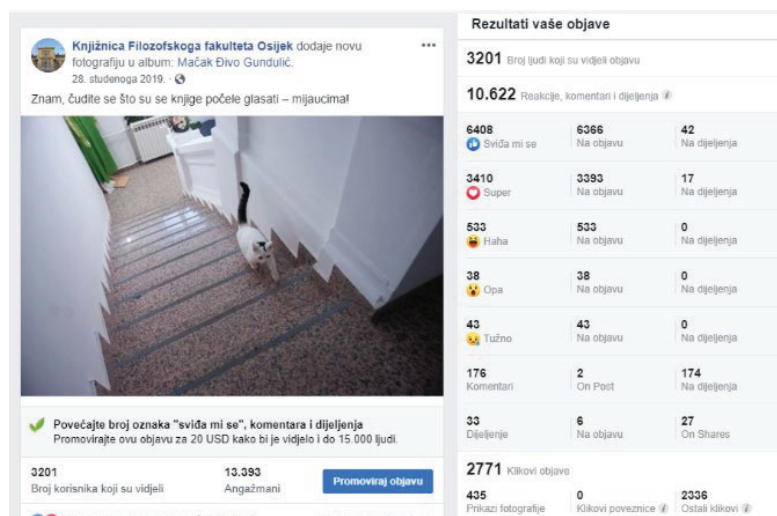 Knjižnica Filozofskoga fakulteta Osijek dodaje novu
fotografiju u album: Mačak Đivo Gundulić.
28. studenoga 2019. ·
Znam, čudite se što su se knjige počele glasati – mijaucima!
Povećajte broj oznaka "sviđa mi se", komentara i dijeljenja
Promovirajte ovu objavu za 20 USD kako bi je vidjelo i do 15.000 ljudi.
3201
Broj korisnika koji su vidjeli
13.393
Angažmani
Promoviraj objavu
Rezultati vaše objave
3201 Broj ljudi koji su vidjeli objavu
10.622 Reakcije, komentari i dijeljenja
6408 6366 42
Sviđa mi se Na objavu Na dijeljenja
3410 3393 17
Super Na objavu Na dijeljenja
533 533 0
Haha Na objavu Na dijeljenja
38 38 0
Opa Na objavu Na dijeljenja
43 43 0
Tužno Na objavu Na dijeljenja
176 2 174
Komentari On Post Na dijeljenja
33 6 27
Dijeljenje Na objavu On Shares
2771 Klikovi objave
435 0 2336
Prikazi fotografije Klikovi poveznice Ostali klikovi